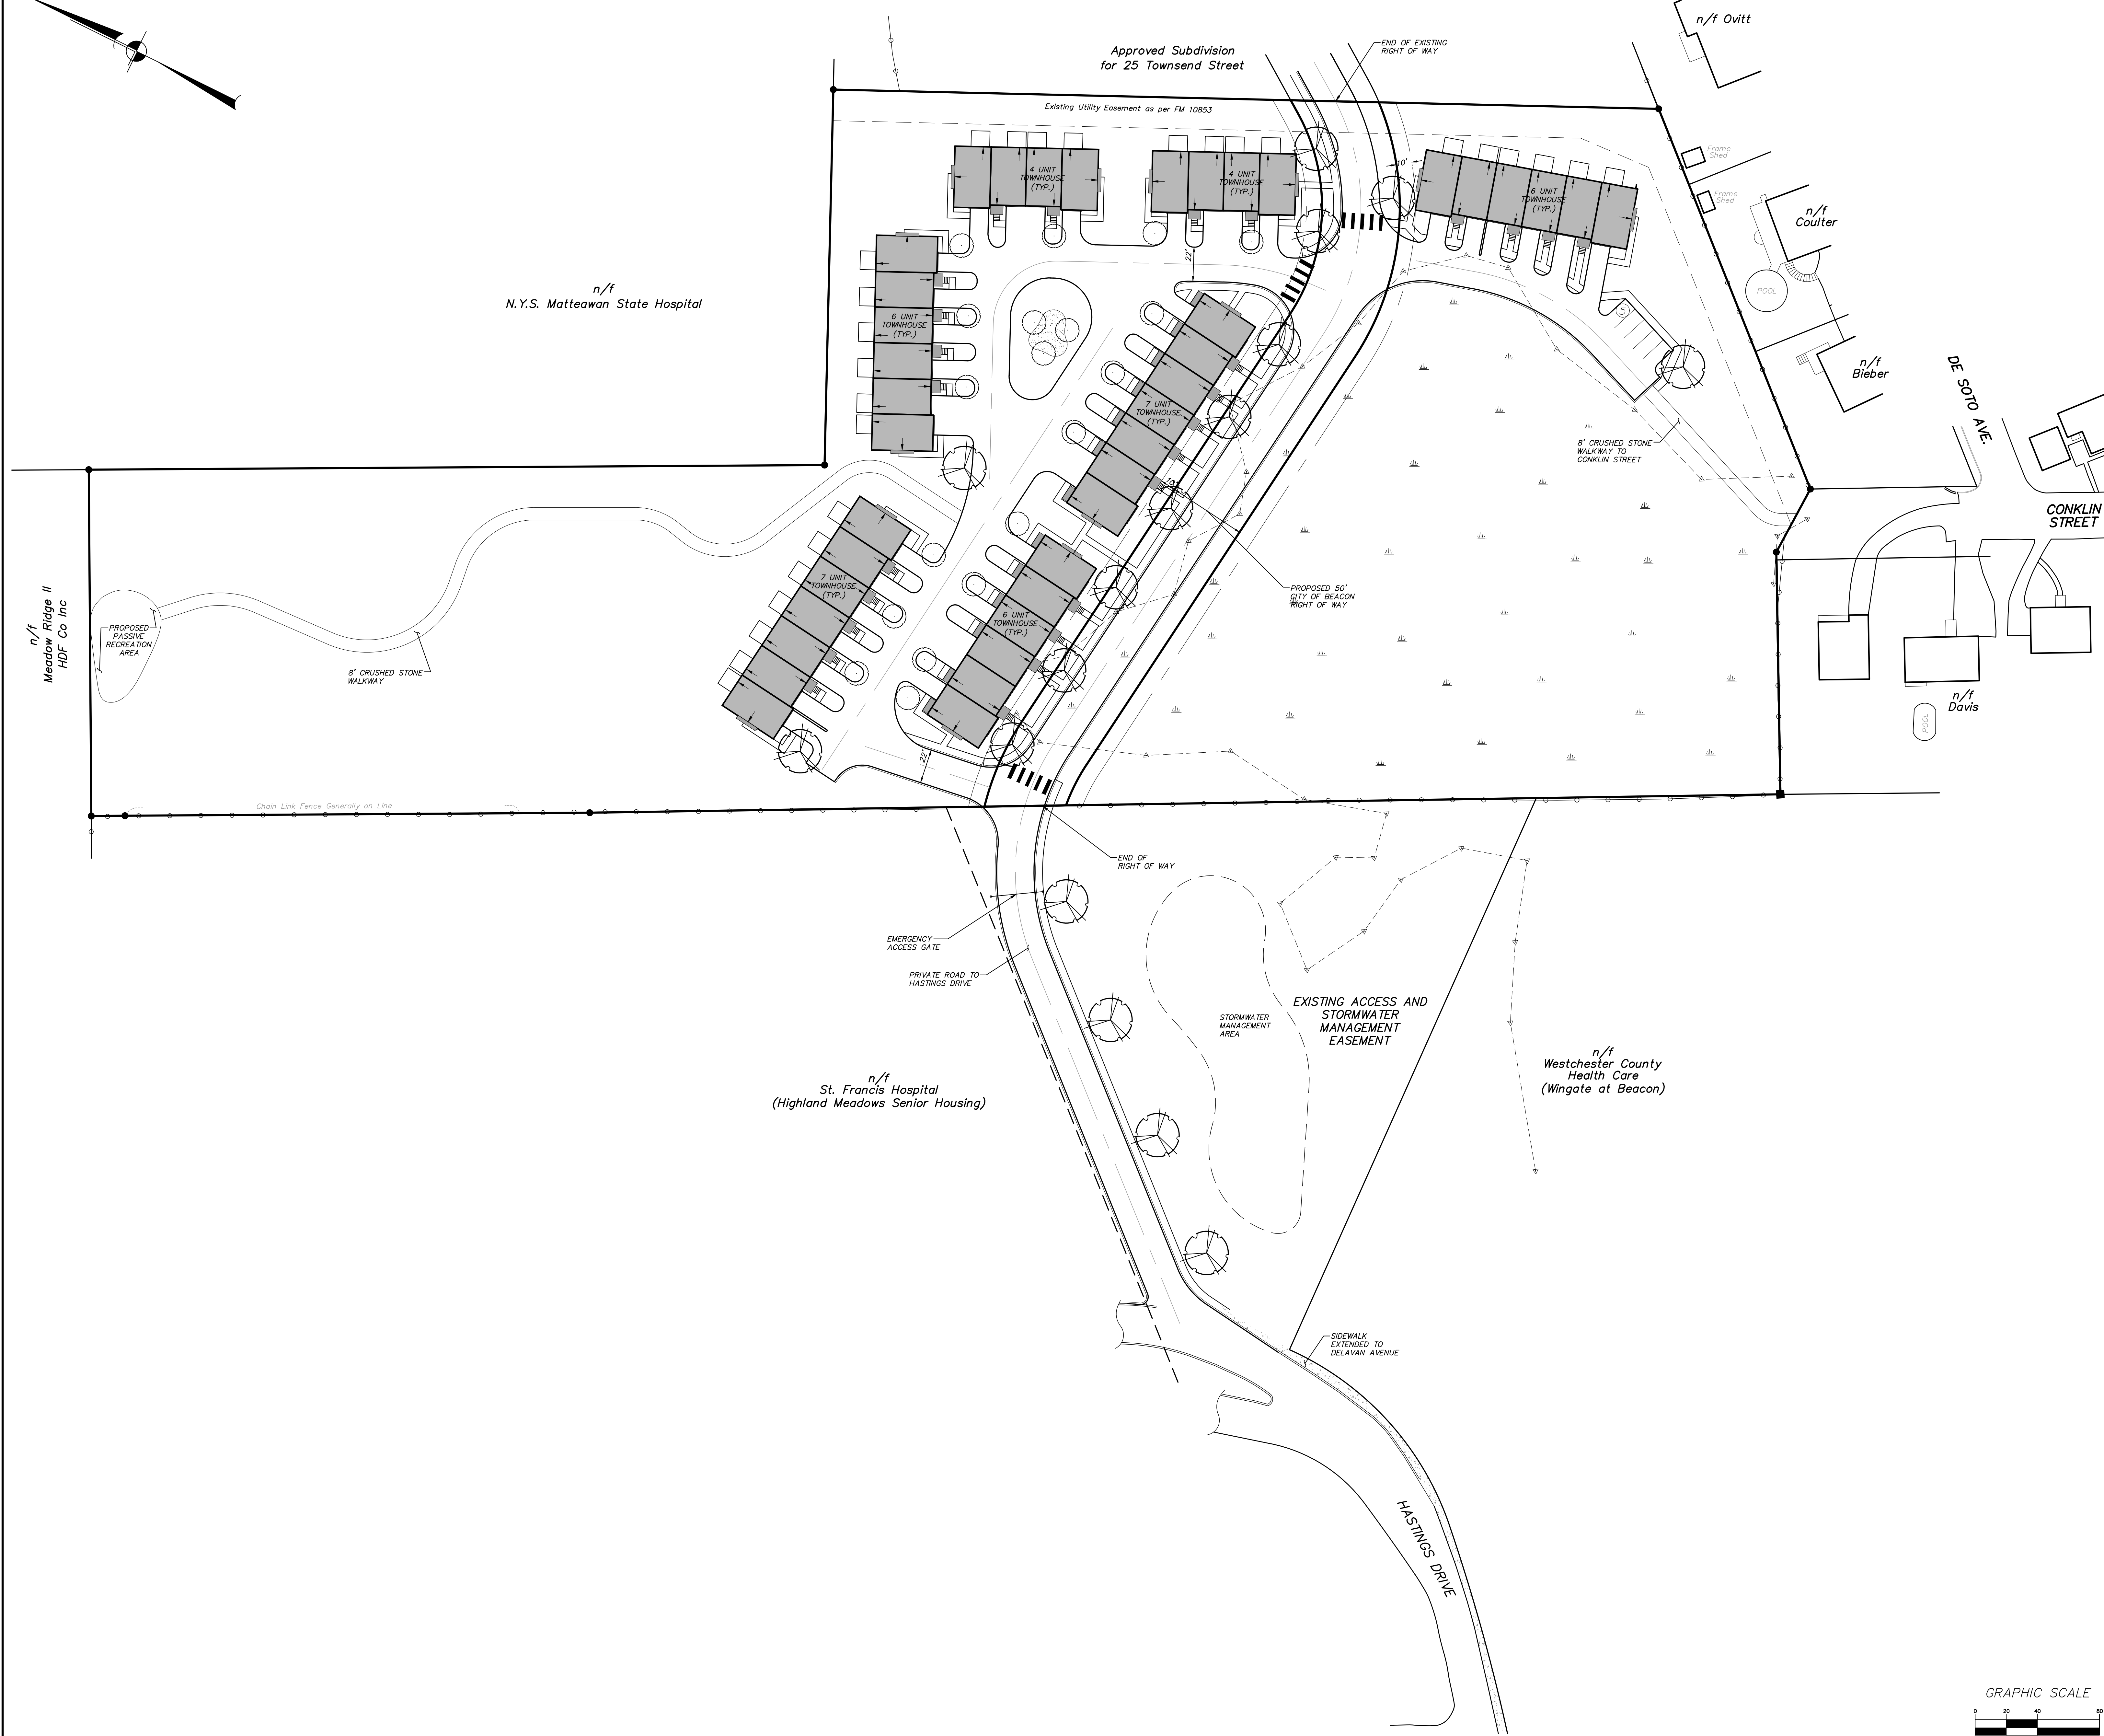 n/f Ovitt
Approved Subdivision
for 25 Townsend Street
END OF EXISTING
RIGHT OF WAY
Existing Utility Easement as per FM 10853
Frame
Shed
Frame
Shed
10'
4 UNIT
TOWNHOUSE
(TYP.)
4 UNIT
TOWNHOUSE
(TYP.)
6 UNIT
TOWNHOUSE
(TYP.)
n/f
Coulter
22'
POOL
n/f
N.Y.S. Matteawan State Hospital
6 UNIT
TOWNHOUSE
(TYP.)
5
n/f
Bieber
DE SOTO AVE.
7 UNIT
TOWNHOUSE
(TYP.)
8' CRUSHED STONE
WALKWAY TO
CONKLIN STREET
10'
CONKLIN
STREET
7 UNIT
TOWNHOUSE
(TYP.)
PROPOSED 50'
CITY OF BEACON
RIGHT OF WAY
6 UNIT
TOWNHOUSE
(TYP.)
n/f
Meadow Ridge II
HDF Co Inc
PROPOSED
PASSIVE
RECREATION
AREA
8' CRUSHED STONE
WALKWAY
n/f
Davis
POOL
22'
Chain Link Fence Generally on Line
END OF
RIGHT OF WAY
EMERGENCY
ACCESS GATE
PRIVATE ROAD TO
HASTINGS DRIVE
STORMWATER
MANAGEMENT
AREA
EXISTING ACCESS AND
STORMWATER
MANAGEMENT
EASEMENT
n/f
Westchester County
Health Care
(Wingate at Beacon)
n/f
St. Francis Hospital
(Highland Meadows Senior Housing)
SIDEWALK
EXTENDED TO
DELAVAN AVENUE
HASTINGS DRIVE
GRAPHIC SCALE
0 20 40 80